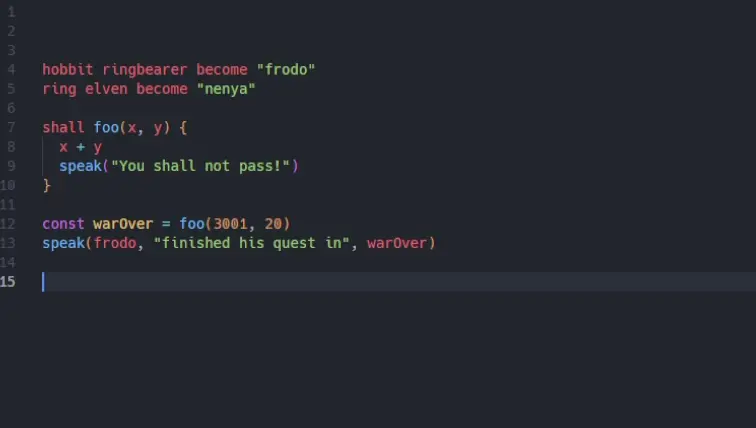 1
2
3
4 hobbit ringbearer become "frodo"
5 ring elven become "nenya"
6
7 shall foo(x, y) {
8 x + y
9 speak("You shall not pass!")
10 }
11
12 const warOver = foo(3001, 20)
13 speak(frodo, "finished his quest in", warOver)
14
15